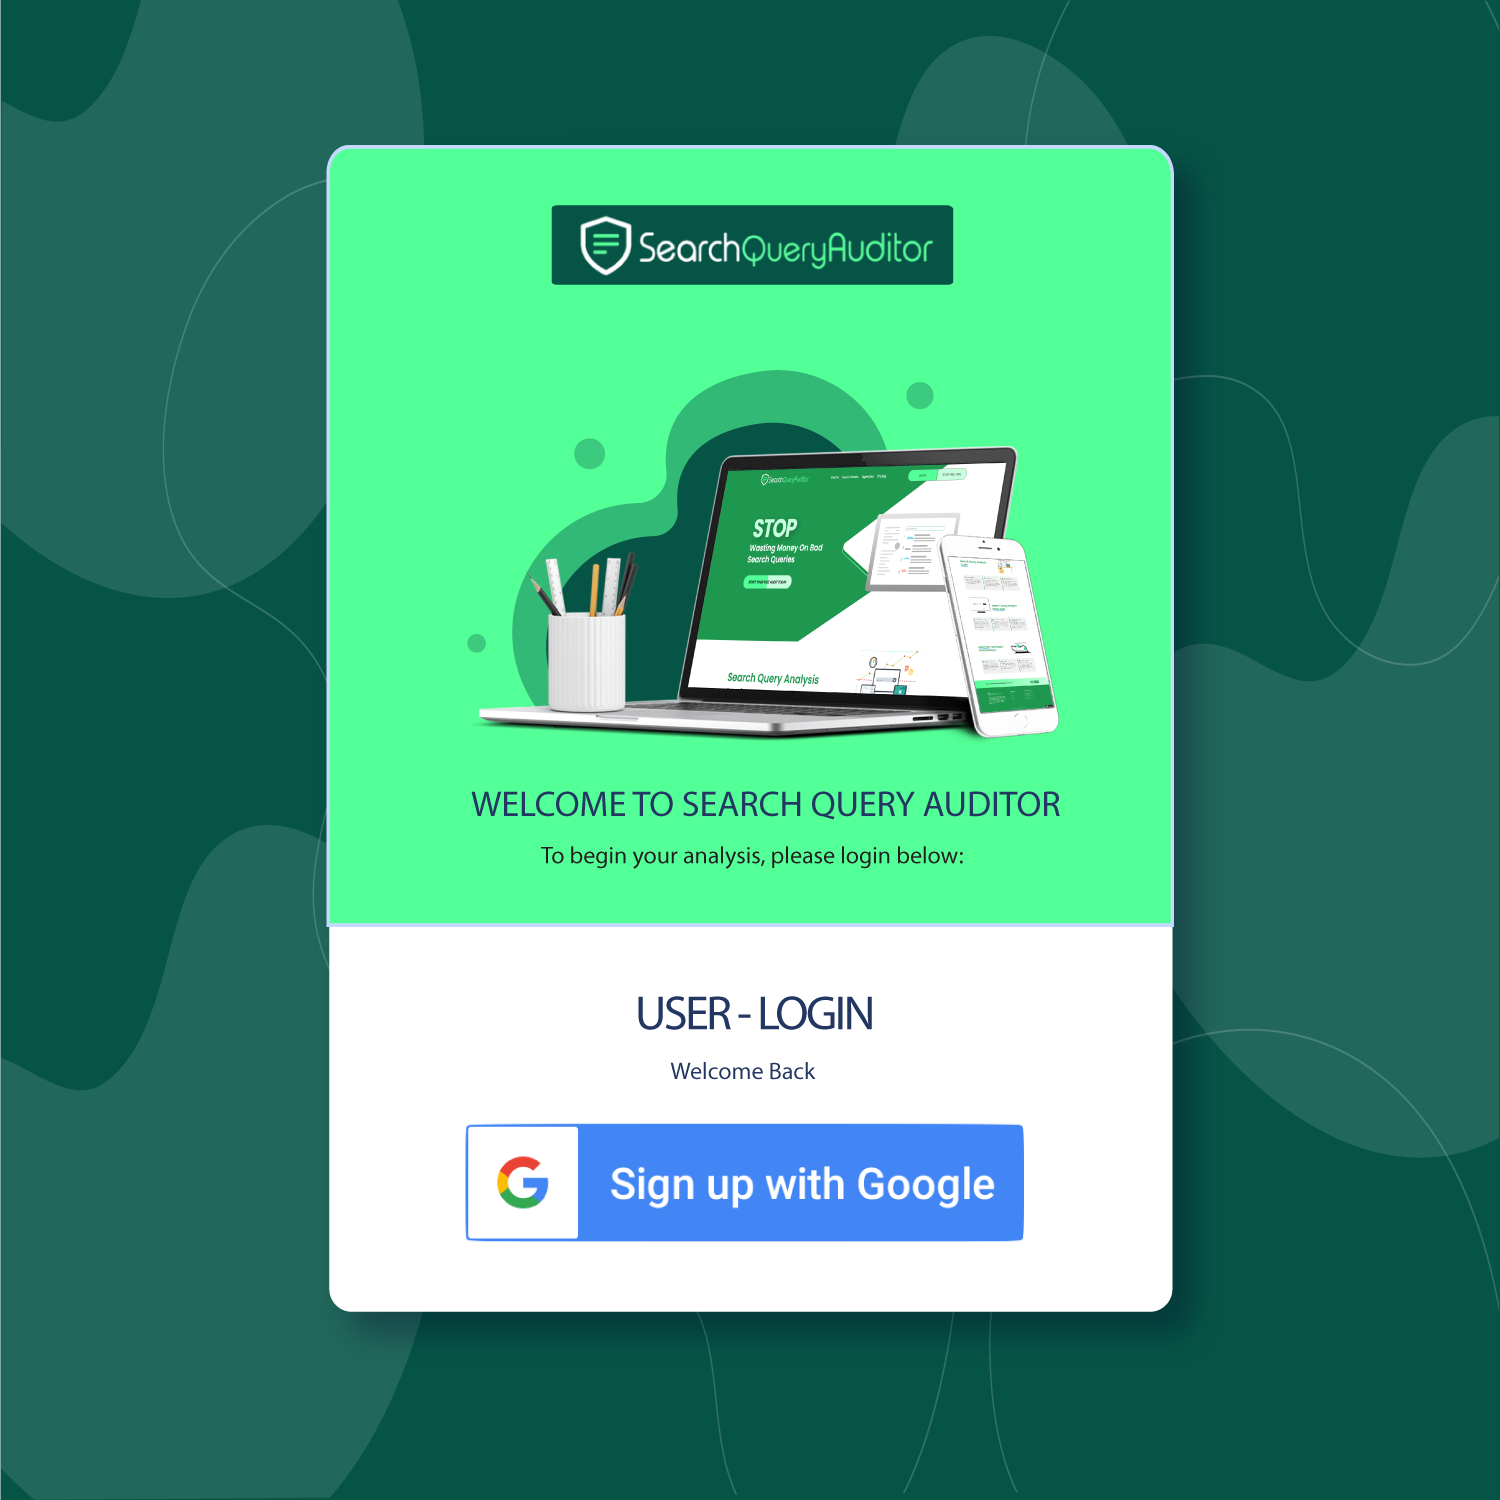 SearchQueryAuditor
SearchQueryAuditor
STOP
Wasting Money On Bad
Search Queries
Search Query Analysis
WELCOME TO SEARCH QUERY AUDITOR
To begin your analysis, please login below:
USER - LOGIN
Welcome Back
Sign up with Google